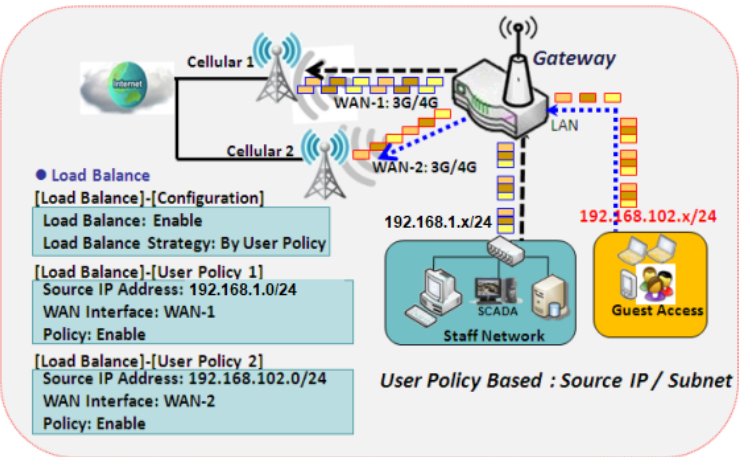 Cellular 1
Gateway
Internet
WAN-1: 3G/4G
LAN
Cellular 2
WAN-2: 3G/4G
● Load Balance
[Load Balance]-[Configuration]
Load Balance: Enable
Load Balance Strategy: By User Policy
192.168.1.x/24
192.168.102.x/24
[Load Balance]-[User Policy 1]
Source IP Address: 192.168.1.0/24
WAN Interface: WAN-1
Policy: Enable
SCADA
Staff Network
Guest Access
[Load Balance]-[User Policy 2]
Source IP Address: 192.168.102.0/24
WAN Interface: WAN-2
Policy: Enable
User Policy Based : Source IP / Subnet